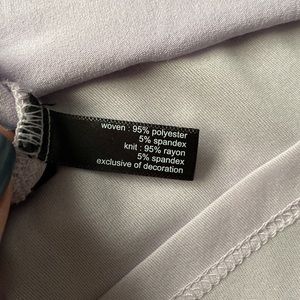 woven : 95% polyester
5% spandex
knit : 95% rayon
5% spandex
exclusive of decoration